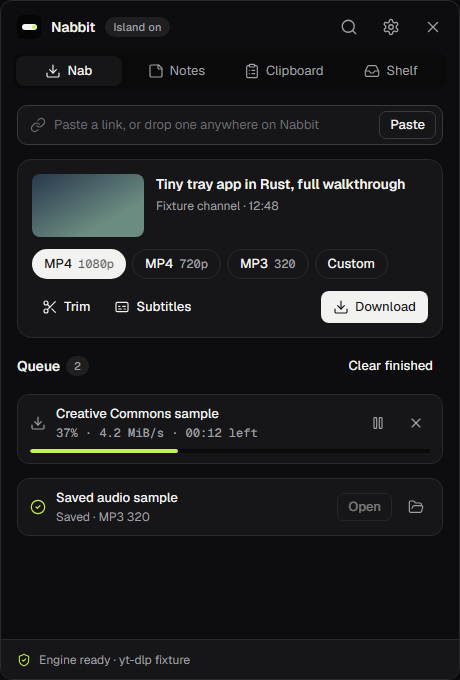 Nabbit Island on
Nab Notes Clipboard Shelf
Paste a link, or drop one anywhere on Nabbit Paste
Tiny tray app in Rust, full walkthrough
Fixture channel · 12:48
MP4 1080p MP4 720p MP3 320 Custom
Trim Subtitles Download
Queue 2 Clear finished
Creative Commons sample
37% · 4.2 MiB/s · 00:12 left
Saved audio sample
Saved · MP3 320
Open
Engine ready · yt-dlp fixture